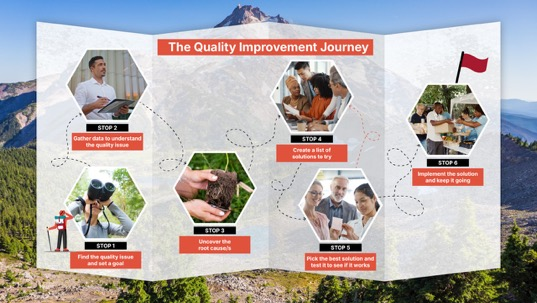 The Quality Improvement Journey
STOP 1
Find the quality issue
and set a goal
STOP 2
Gather data to understand
the quality issue
STOP 3
Uncover the
root cause/s
STOP 4
Create a list of
solutions to try
STOP 5
Pick the best solution and
test it to see if it works
STOP 6
Implement the solution
and keep it going